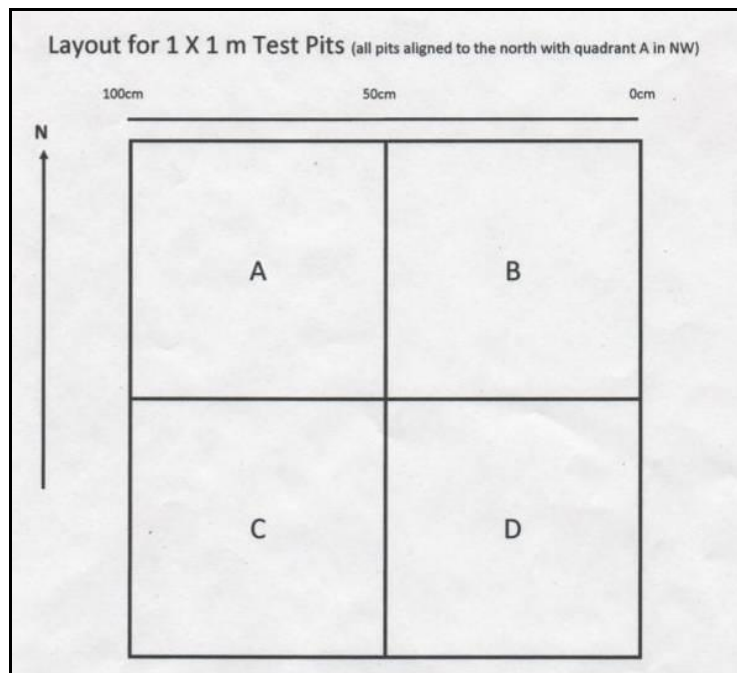 Layout for 1 X 1 m Test Pits (all pits aligned to the north with quadrant A in NW)
100cm 50cm 0cm
N
A B
C D